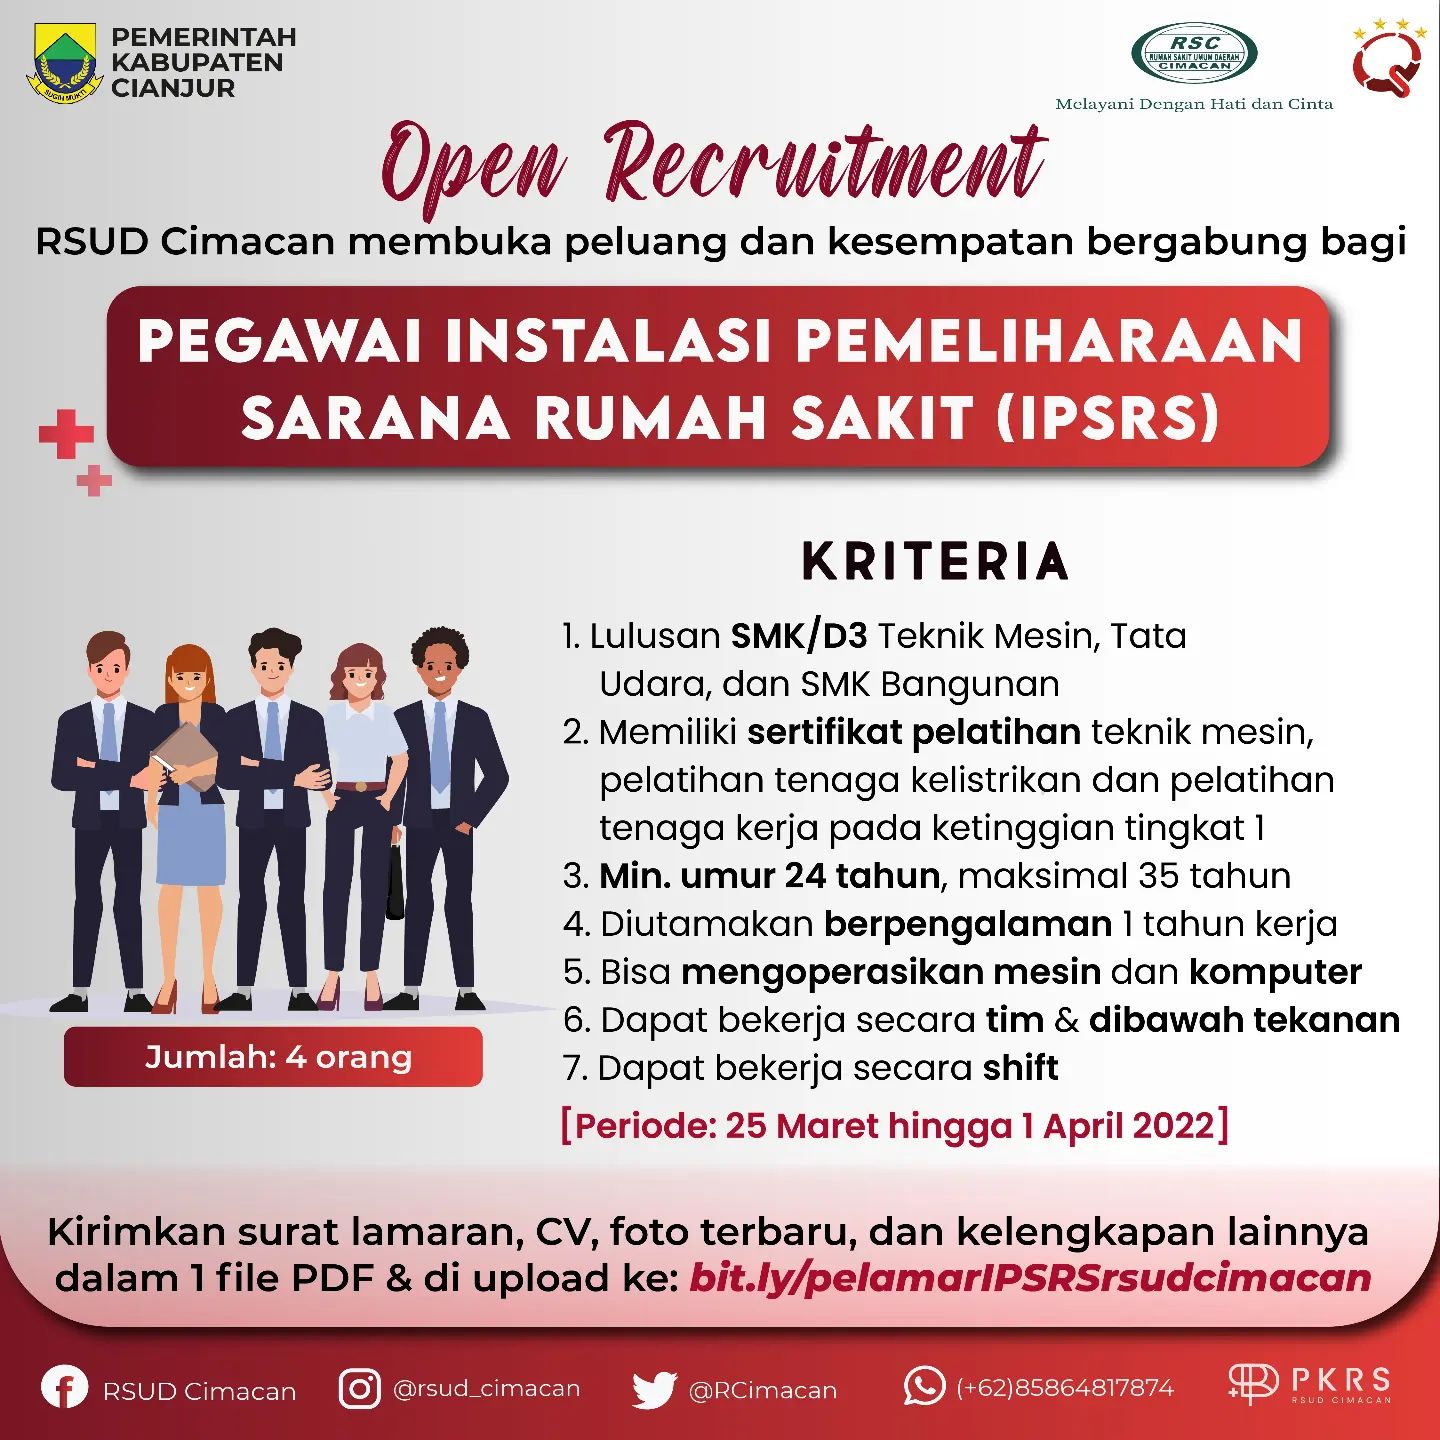 PEMERINTAH
KABUPATEN
CIANJUR
SUGIH MUKTI
RSC
RUMAH SAKIT UMUM DAERAH
CIMACAN
Melayani Dengan Hati dan Cinta
Open Recruitment
RSUD Cimacan membuka peluang dan kesempatan bergabung bagi
PEGAWAI INSTALASI PEMELIHARAAN
SARANA RUMAH SAKIT (IPSRS)
KRITERIA
1. Lulusan SMK/D3 Teknik Mesin, Tata
Udara, dan SMK Bangunan
2. Memiliki sertifikat pelatihan teknik mesin,
pelatihan tenaga kelistrikan dan pelatihan
tenaga kerja pada ketinggian tingkat 1
3. Min. umur 24 tahun, maksimal 35 tahun
4. Diutamakan berpengalaman 1 tahun kerja
5. Bisa mengoperasikan mesin dan komputer
6. Dapat bekerja secara tim & dibawah tekanan
7. Dapat bekerja secara shift
[Periode: 25 Maret hingga 1 April 2022]
Jumlah: 4 orang
Kirimkan surat lamaran, CV, foto terbaru, dan kelengkapan lainnya
dalam 1 file PDF & di upload ke: bit.ly/pelamarIPSRSrsudcimacan
RSUD Cimacan
@rsud_cimacan
@RCimacan
(+62)85864817874
PKRS
RSUD CIMACAN